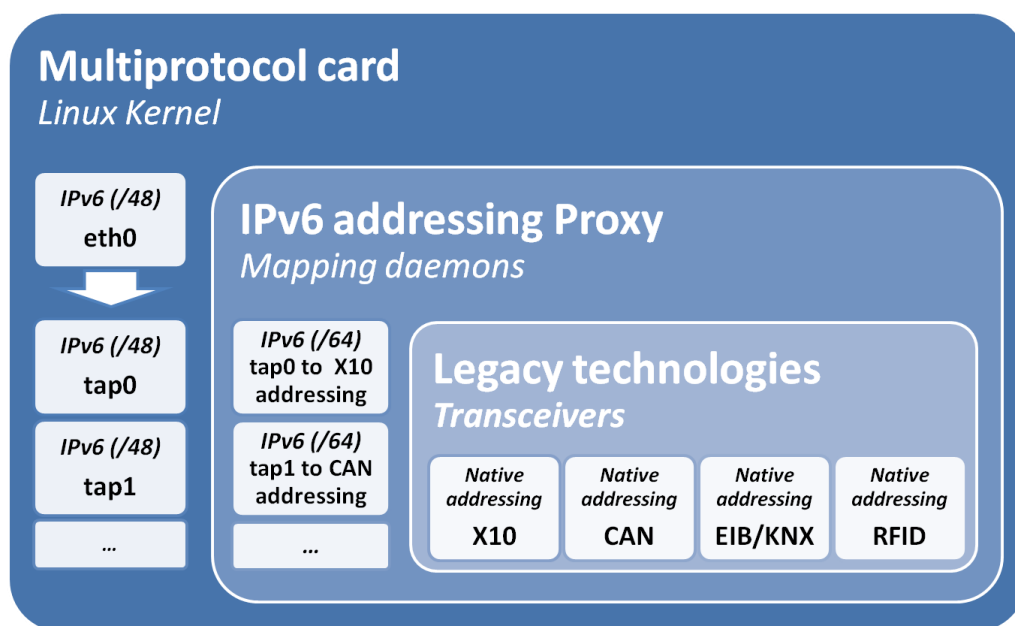 Multiprotocol card
Linux Kernel
IPv6 (/48)
eth0
IPv6 (/48)
tap0
IPv6 (/48)
tap1
...
IPv6 addressing Proxy
Mapping daemons
IPv6 (/64)
tap0 to X10
addressing
IPv6 (/64)
tap1 to CAN
addressing
...
Legacy technologies
Transceivers
Native
addressing
X10
Native
addressing
CAN
Native
addressing
EIB/KNX
Native
addressing
RFID